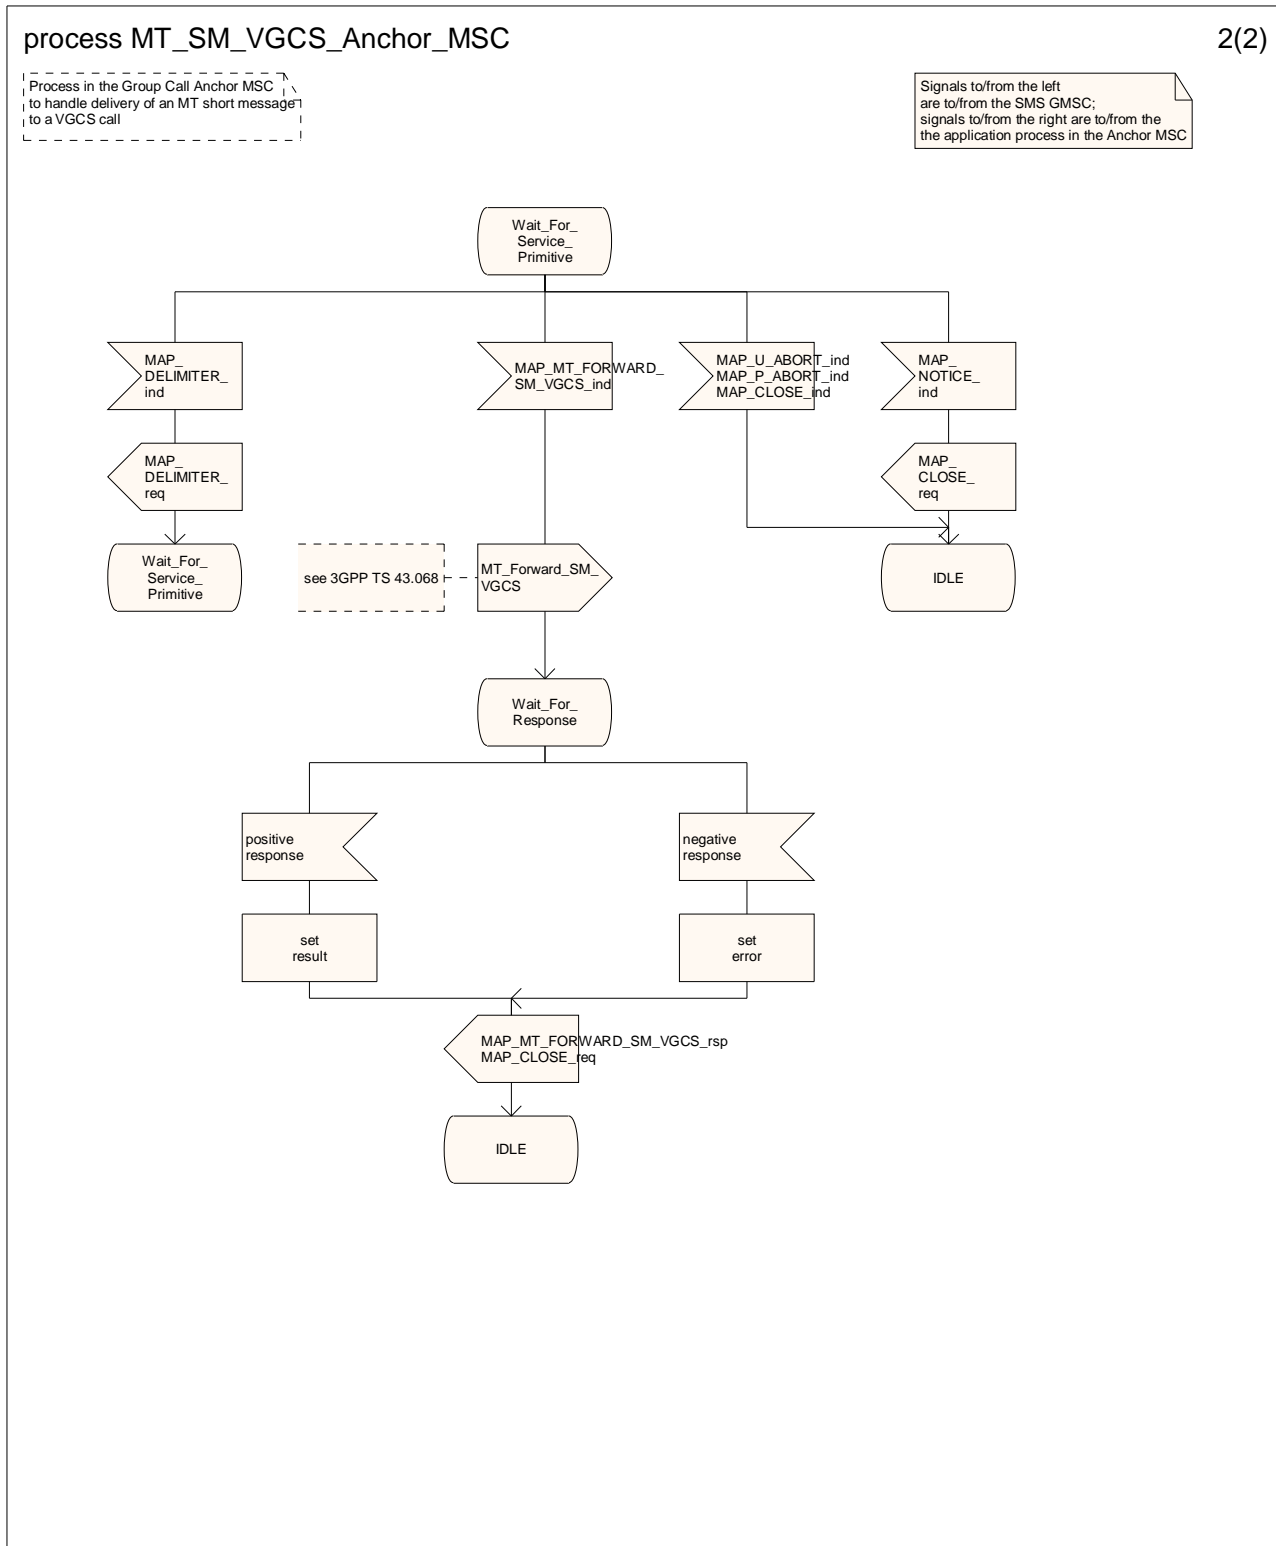 process MT_SM_VGCS_Anchor_MSC
2(2)
Process in the Group Call Anchor MSC
to handle delivery of an MT short message
to a VGCS call
Signals to/from the left
are to/from the SMS GMSC;
signals to/from the right are to/from the
the application process in the Anchor MSC
Wait_For_
Service_
Primitive
MAP_
DELIMITER_
ind
MAP_MT_FORWARD_
SM_VGCS_ind
MAP_U_ABORT_ind
MAP_P_ABORT_ind
MAP_CLOSE_ind
MAP_
NOTICE_
ind
MAP_
DELIMITER_
req
MAP_
CLOSE_
req
Wait_For_
Service_
Primitive
see 3GPP TS 43.068
MT_Forward_SM_
VGCS
IDLE
Wait_For_
Response
positive
response
negative
response
set
result
set
error
MAP_MT_FORWARD_SM_VGCS_rsp
MAP_CLOSE_req
IDLE